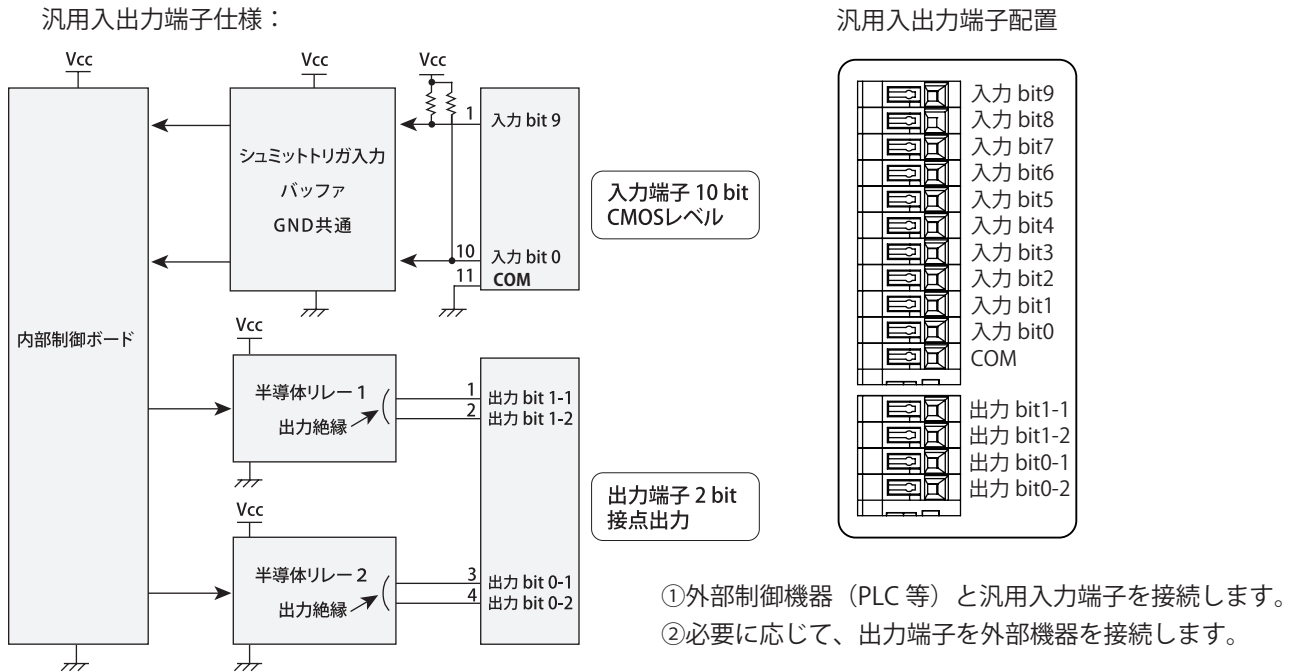 汎用入出力端子仕様：
Vcc
Vcc
Vcc
内部制御ボード
シュミットトリガ入力
バッファ
GND共通
1
入力 bit 9
10
入力 bit 0
11
COM
入力端子 10 bit
CMOSレベル
Vcc
半導体リレー 1
出力絶縁
1
出力 bit 1-1
2
出力 bit 1-2
Vcc
半導体リレー 2
出力絶縁
3
出力 bit 0-1
4
出力 bit 0-2
出力端子 2 bit
接点出力
汎用入出力端子配置
入力 bit9
入力 bit8
入力 bit7
入力 bit6
入力 bit5
入力 bit4
入力 bit3
入力 bit2
入力 bit1
入力 bit0
COM
出力 bit1-1
出力 bit1-2
出力 bit0-1
出力 bit0-2
①外部制御機器（PLC 等）と汎用入力端子を接続します。
②必要に応じて、出力端子を外部機器を接続します。